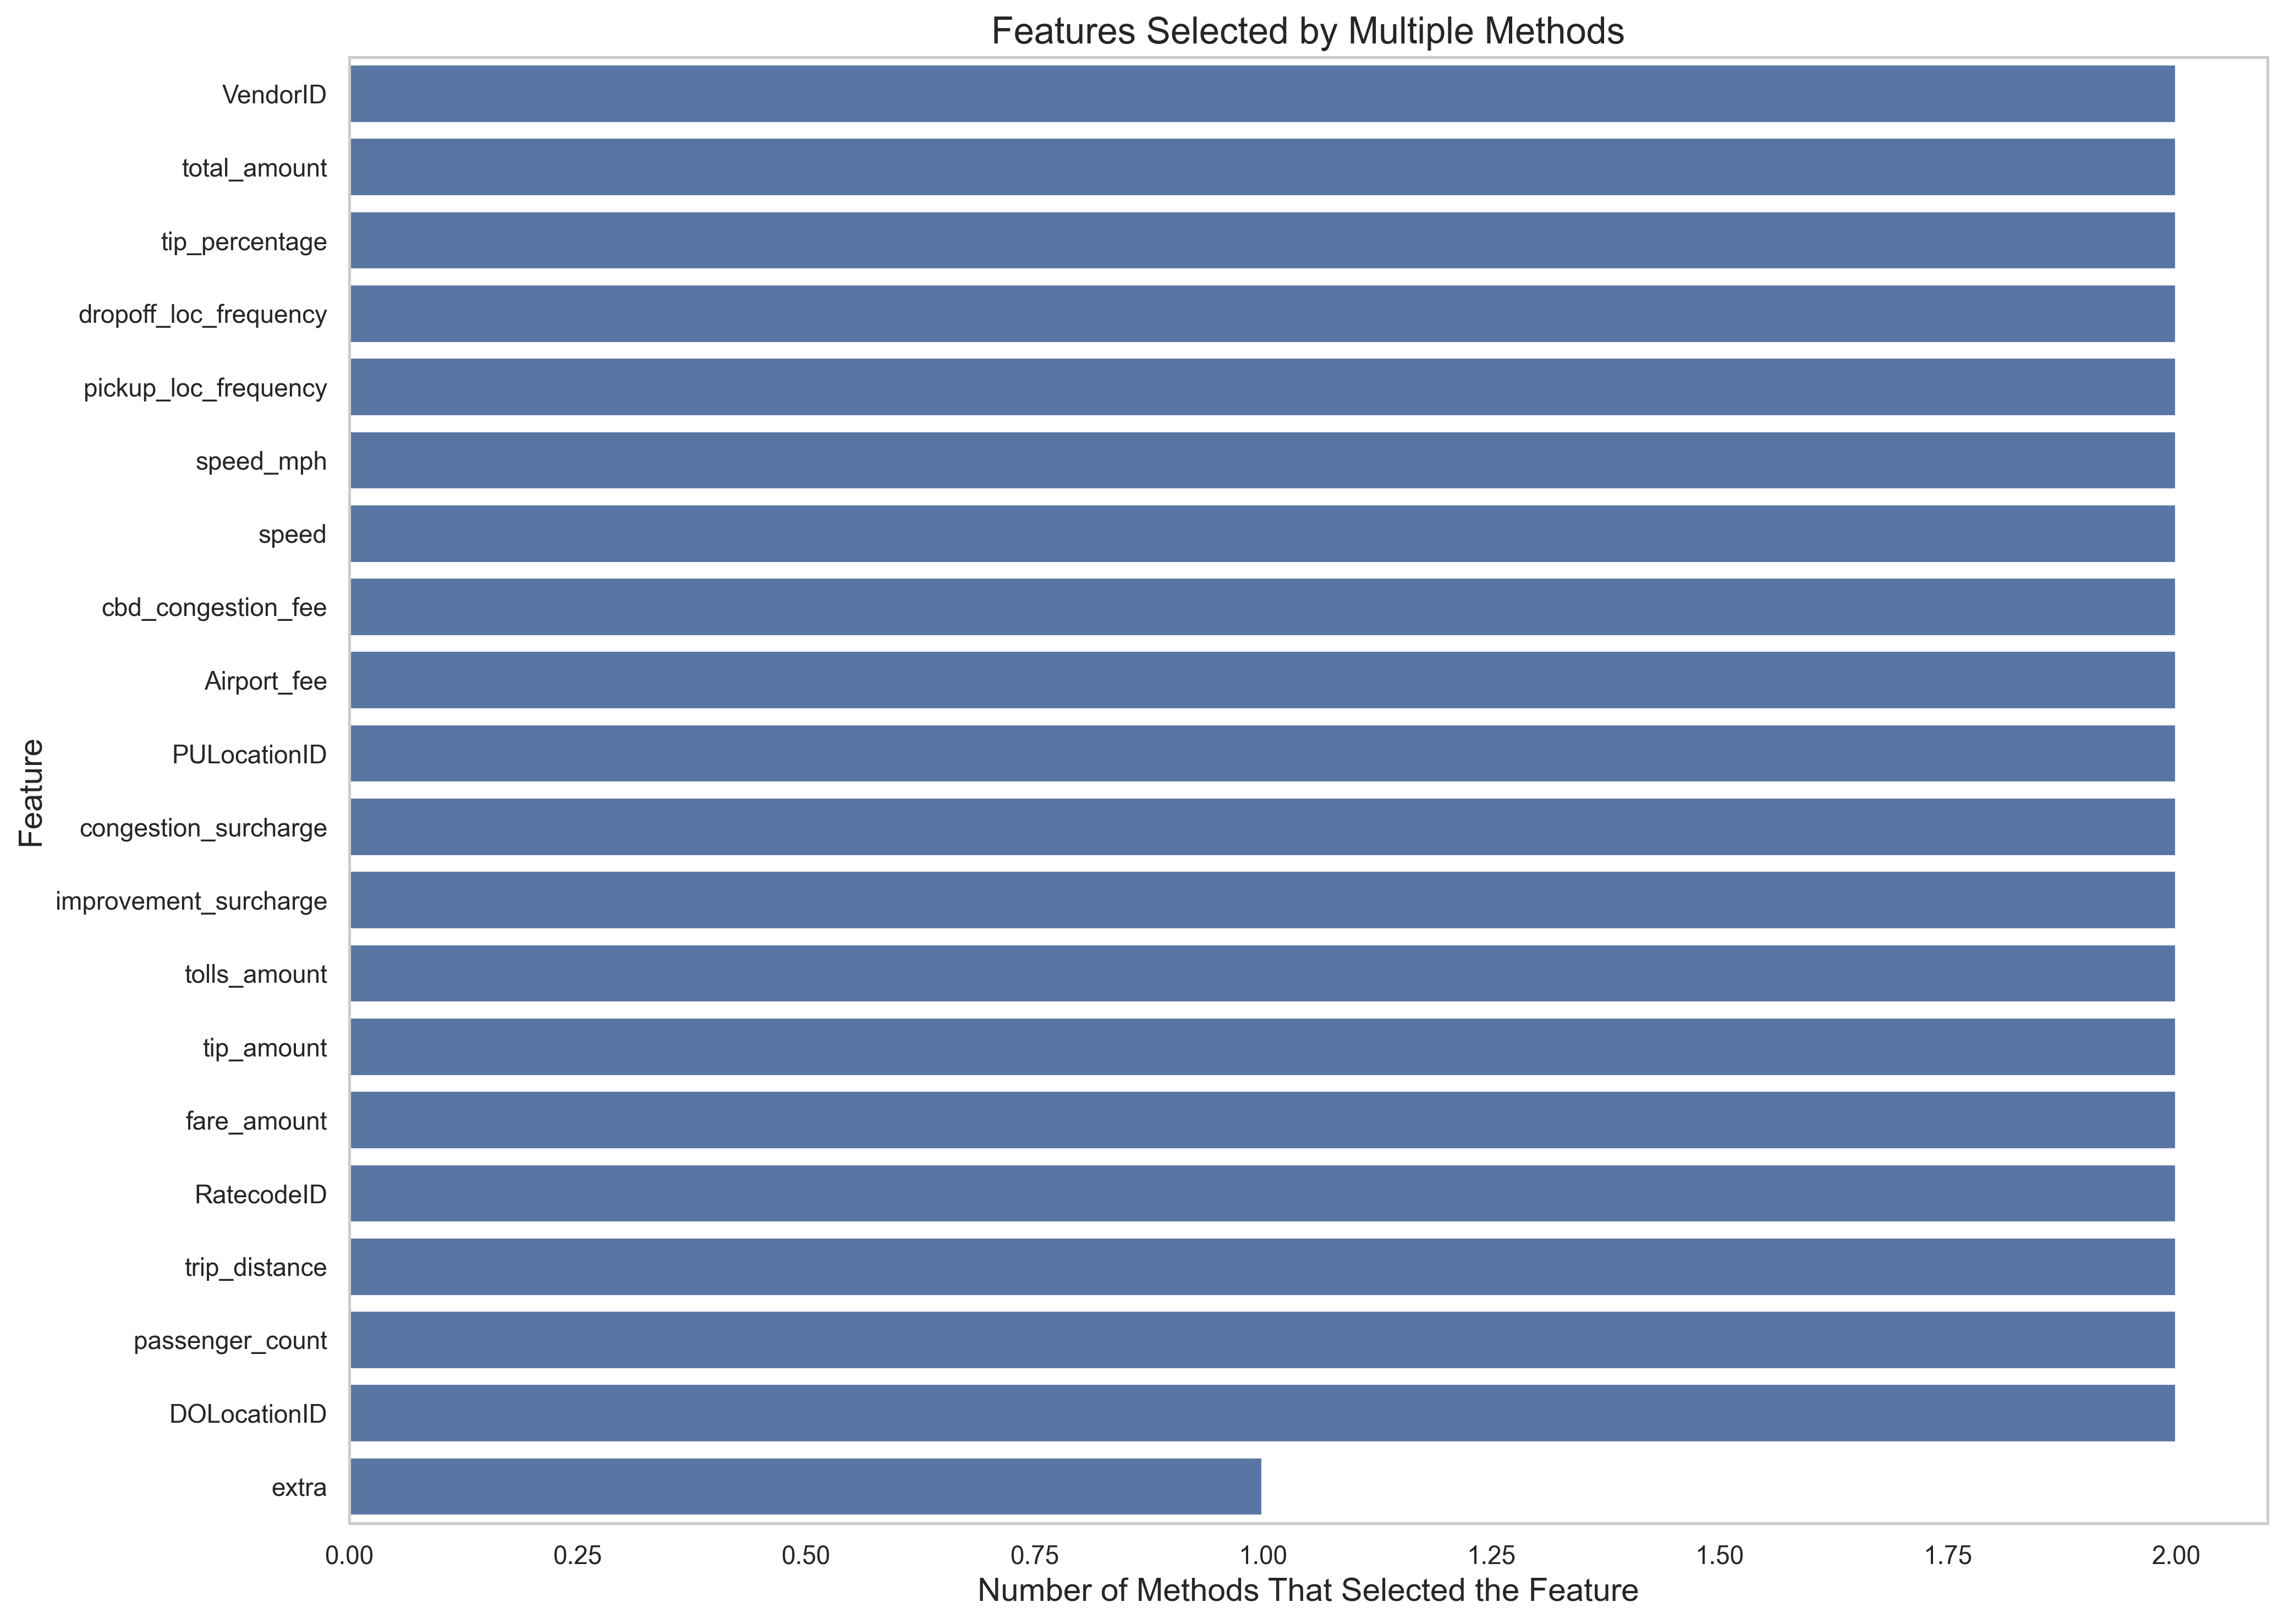 Features Selected by Multiple Methods
VendorID
total_amount
tip_percentage
dropoff_loc_frequency
pickup_loc_frequency
speed_mph
speed
cbd_congestion_fee
Airport_fee
PULocationID
congestion_surcharge
improvement_surcharge
tolls_amount
tip_amount
fare_amount
RatecodeID
trip_distance
passenger_count
DOLocationID
extra
Feature
0.00 0.25 0.50 0.75 1.00 1.25 1.50 1.75 2.00
Number of Methods That Selected the Feature